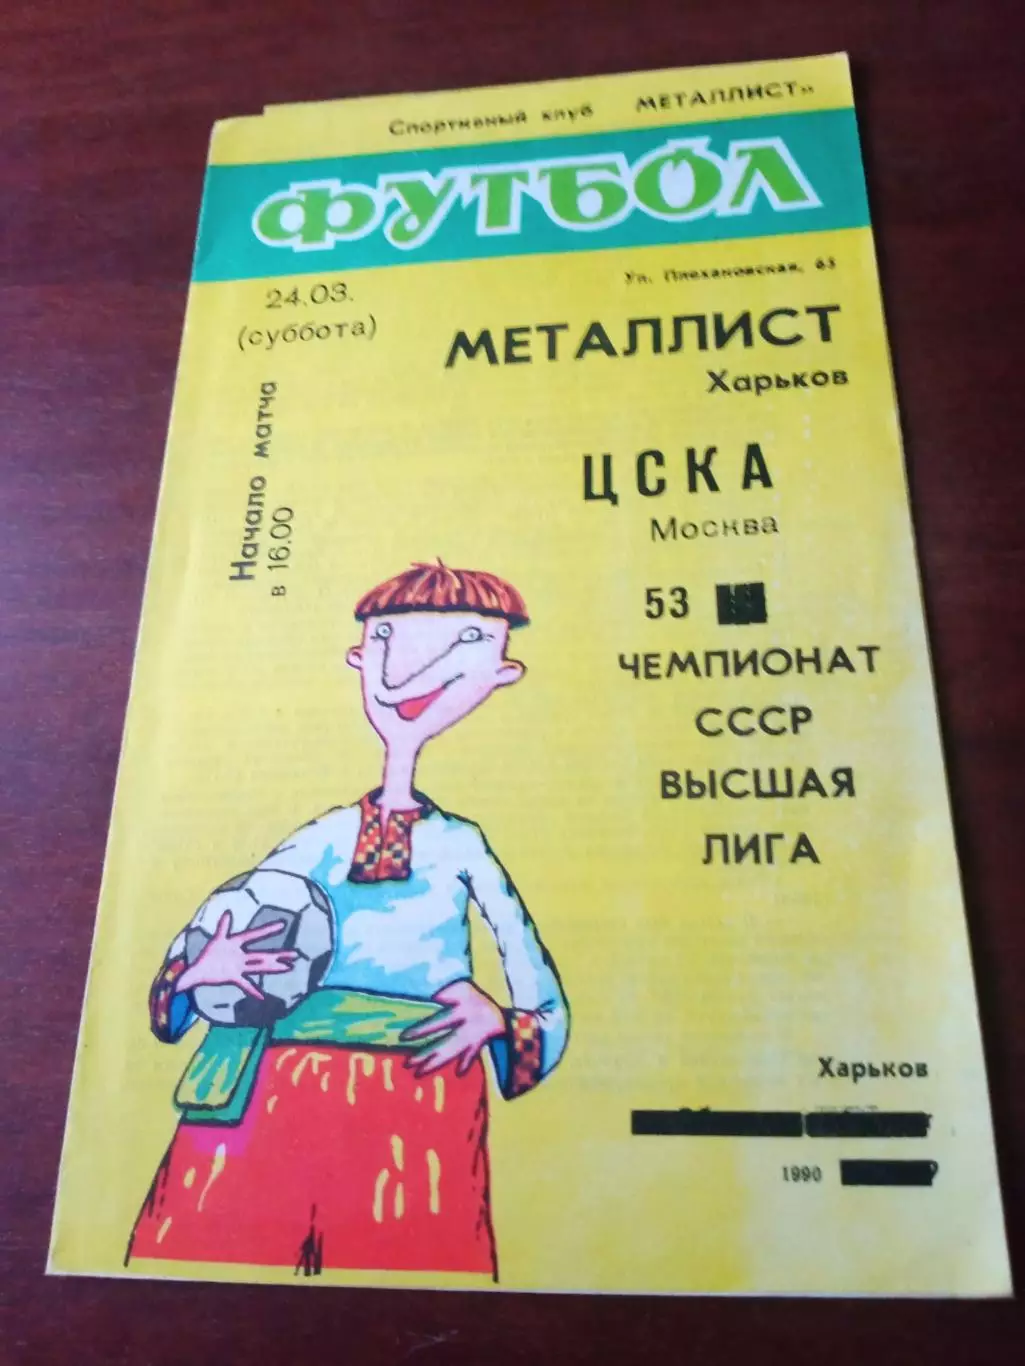 Спортивный клуб МЕТАЛЛИСТ»
ФУТБОЛ
Ул. Плехановская, 65
24.03.
(суббота)
МЕТАЛЛИСТ
Харьков
Начало матча
в 16.00
ЦСКА
Москва
53
ЧЕМПИОНАТ
СССР
ВЫСШАЯ
ЛИГА
Харьков
1990